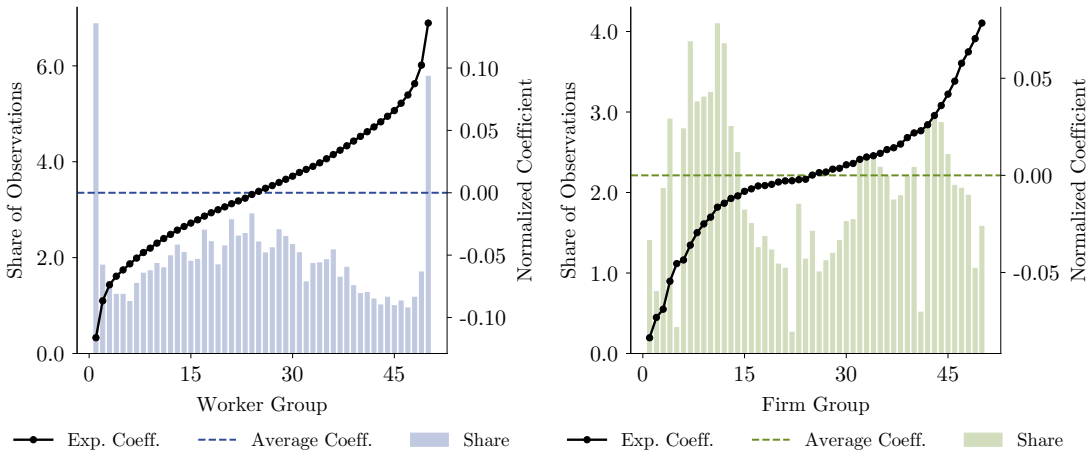 6.0
4.0
2.0
0.0
Share of Observations
0.10
0.05
0.00
-0.05
-0.10
Normalized Coefficient
0 15 30 45
Worker Group
Exp. Coeff. Average Coeff. Share
4.0
3.0
2.0
1.0
0.0
Share of Observations
0.05
0.00
-0.05
Normalized Coefficient
0 15 30 45
Firm Group
Exp. Coeff. Average Coeff. Share